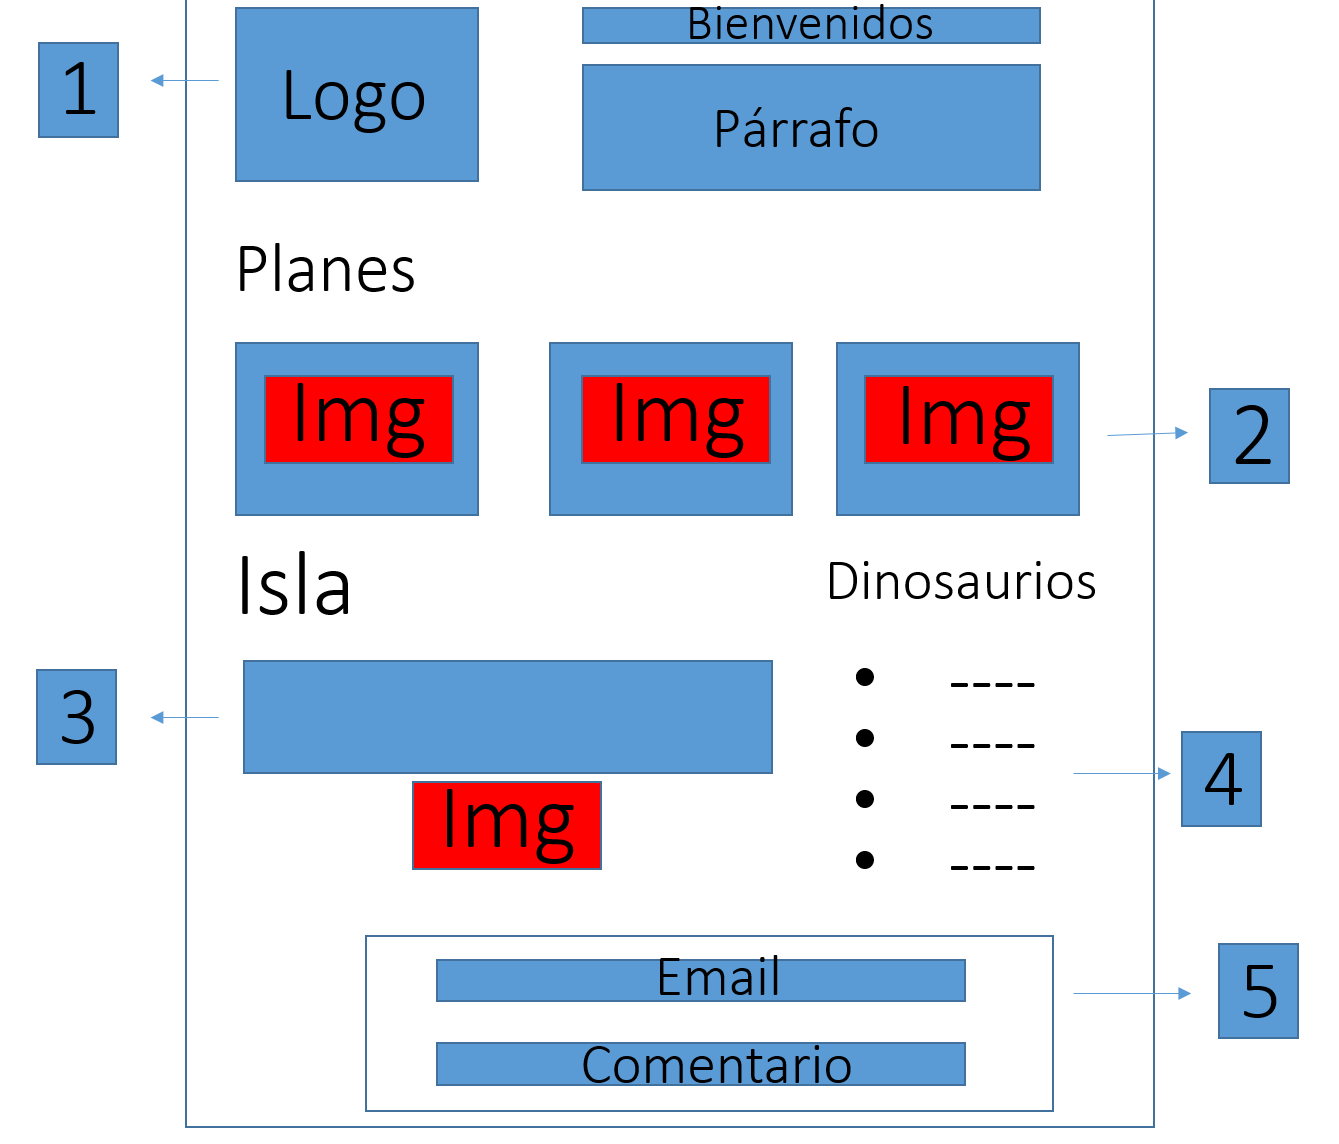 1
Logo
Bienvenidos
Párrafo
Planes
Img
Img
Img
2
Isla
Dinosaurios
3
Img
• ----
• ----
• ----
• ----
4
Email
Comentario
5